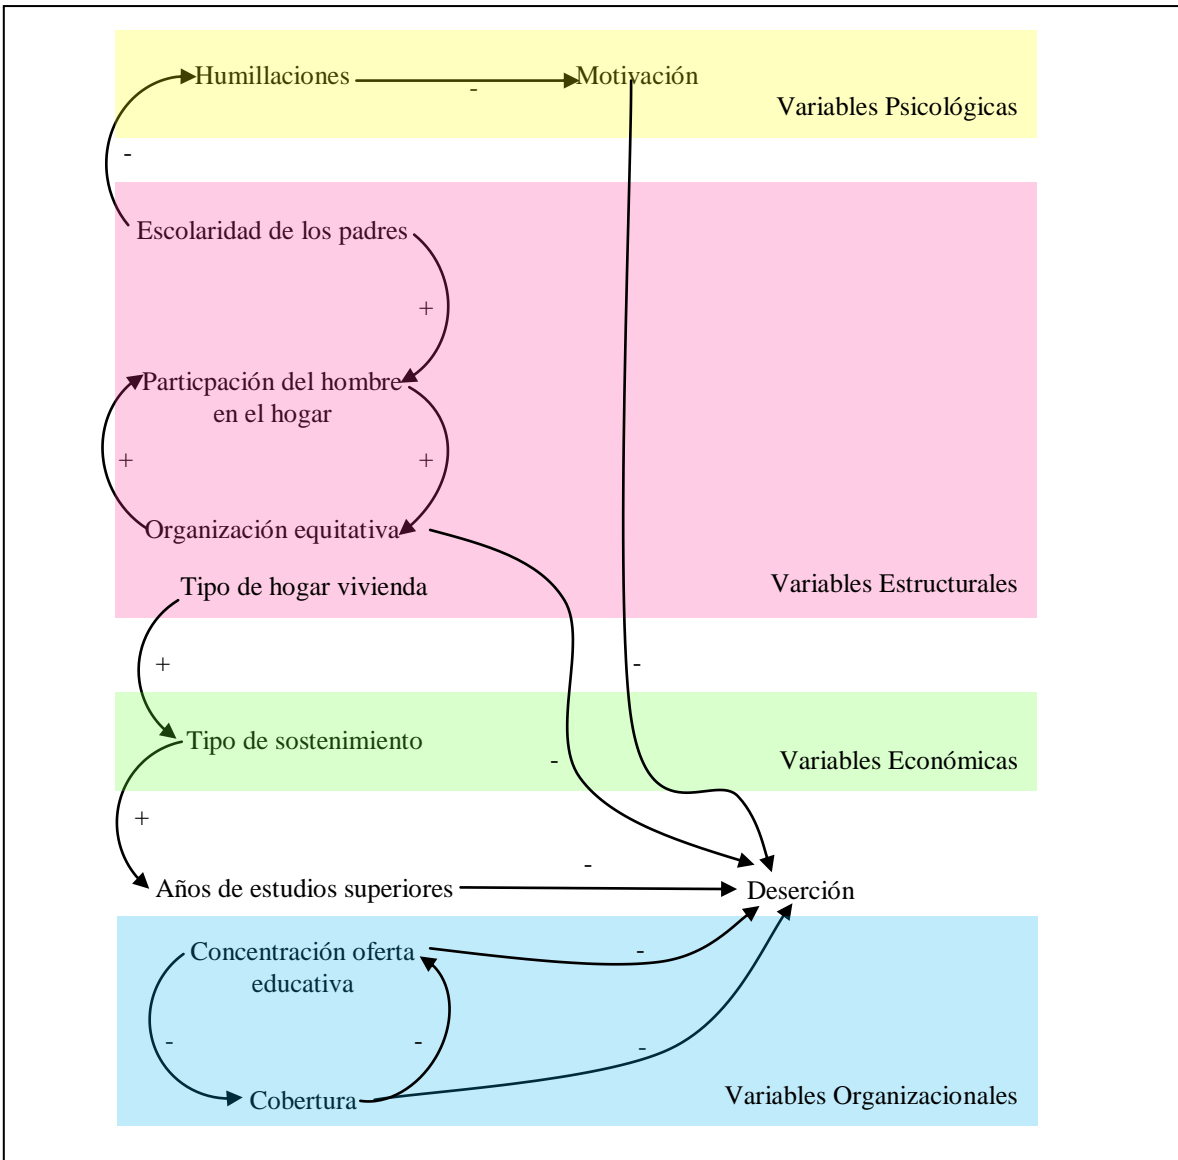 Humillaciones
-
Motivación
Variables Psicológicas
-
Escolaridad de los padres
+
Particpación del hombre
en el hogar
+
+
Organización equitativa
Tipo de hogar vivienda
Variables Estructurales
+
-
Tipo de sostenimiento
-
Variables Económicas
+
-
Años de estudios superiores
Deserción
Concentración oferta
educativa
-
-
-
-
Cobertura
Variables Organizacionales